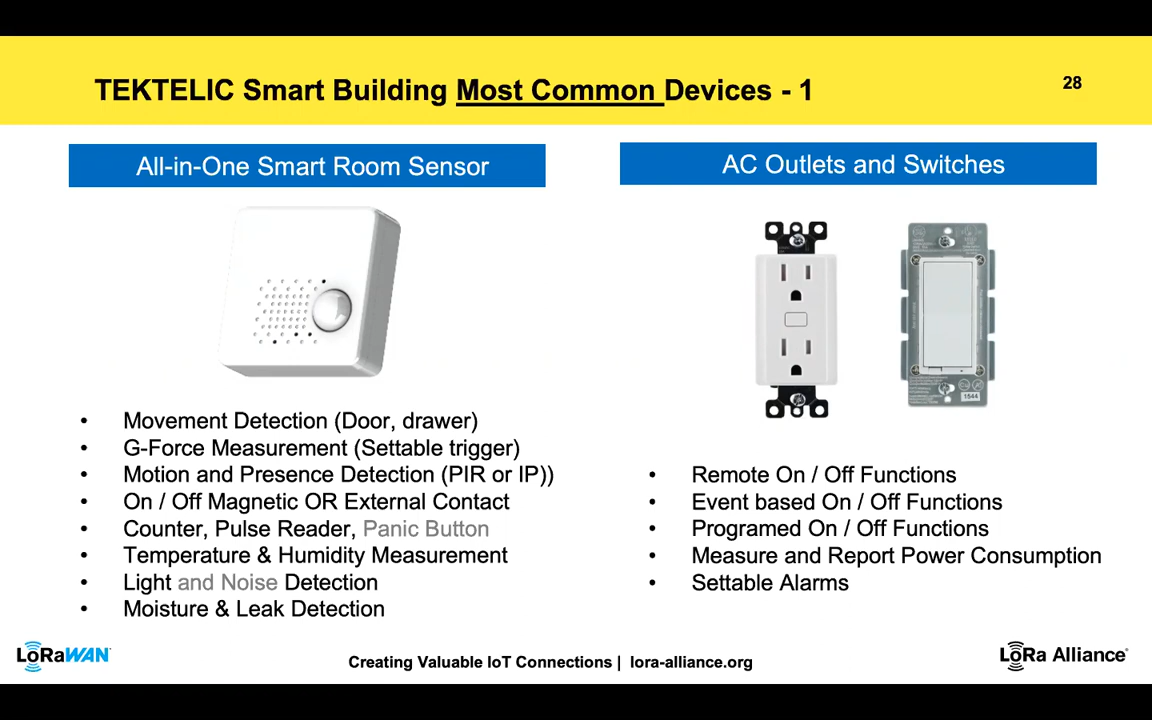 TEKTELIC Smart Building Most Common Devices - 1
28
All-in-One Smart Room Sensor
• Movement Detection (Door, drawer)
• G-Force Measurement (Settable trigger)
• Motion and Presence Detection (PIR or IP))
• On / Off Magnetic OR External Contact
• Counter, Pulse Reader, Panic Button
• Temperature & Humidity Measurement
• Light and Noise Detection
• Moisture & Leak Detection
AC Outlets and Switches
1544
• Remote On / Off Functions
• Event based On / Off Functions
• Programed On / Off Functions
• Measure and Report Power Consumption
• Settable Alarms
LoRaWAN
Creating Valuable IoT Connections | lora-alliance.org
LoRa Alliance